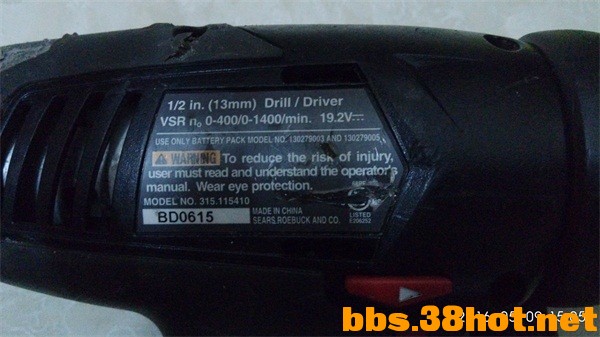 1/2 in. (13mm) Drill / Driver
VSR n₀ 0-400/0-1400/min. 19.2V⎓
USE ONLY BATTERY PACK MODEL NO. 130279003 AND 130279005
⚠ WARNING To reduce the risk of injury,
user must read and understand the operator's
manual. Wear eye protection.
MODEL NO. 315.115410
BD0615
MADE IN CHINA
SEARS, ROEBUCK AND CO.
LISTED
bbs.38hot.net